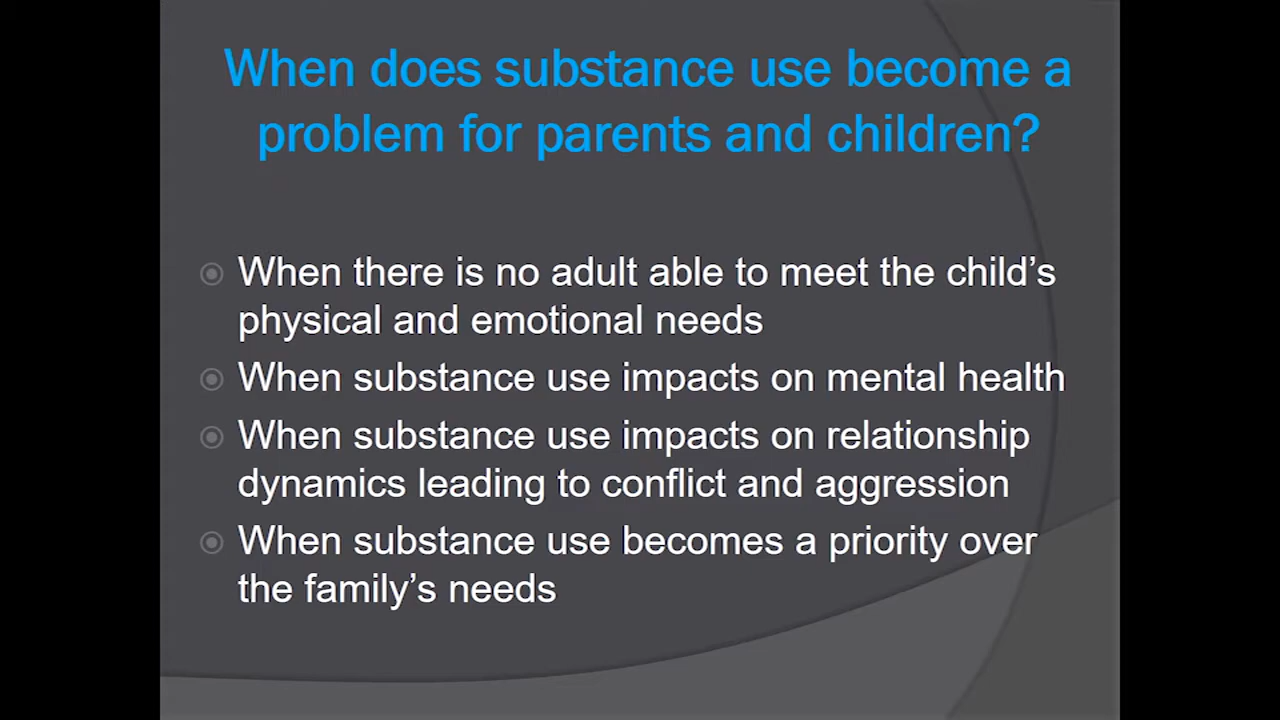 When does substance use become a
problem for parents and children?
When there is no adult able to meet the child’s
physical and emotional needs
When substance use impacts on mental health
When substance use impacts on relationship
dynamics leading to conflict and aggression
When substance use becomes a priority over
the family’s needs